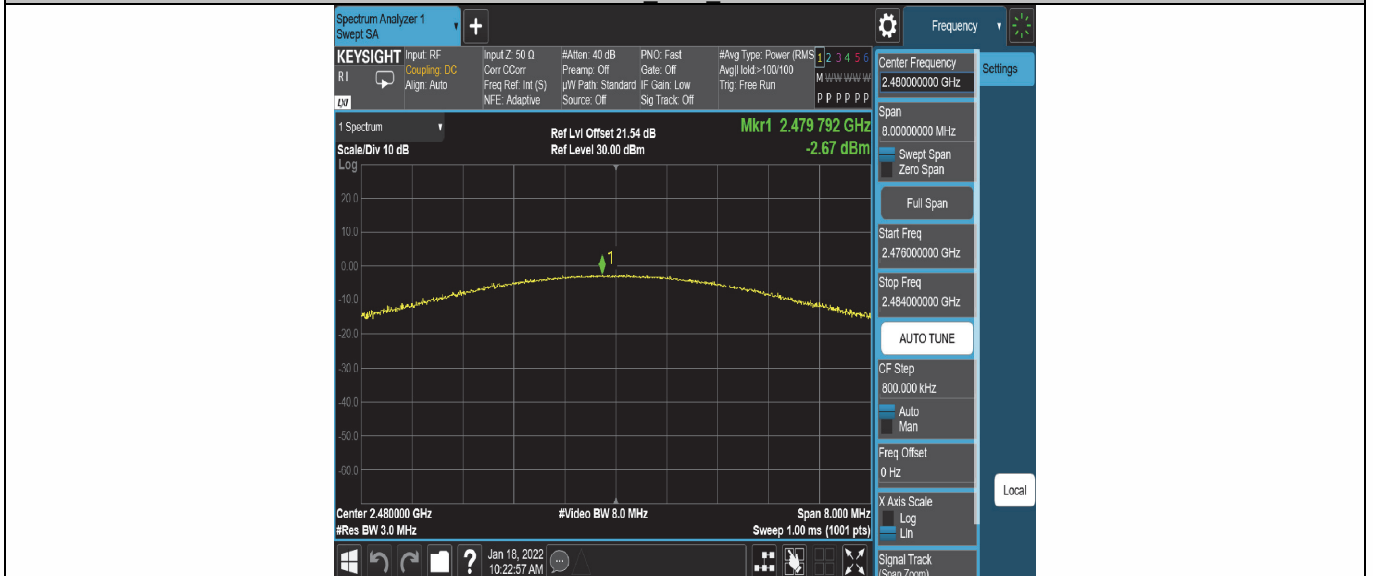 Spectrum Analyzer 1
Swept SA
+
Frequency
KEYSIGHT
R I
LXI
Input: RF
Coupling: DC
Align: Auto
Input Z: 50 Ω
Corr CCorr
Freq Ref: Int (S)
NFE: Adaptive
#Atten: 40 dB
Preamp: Off
µW Path: Standard
Source: Off
PNO: Fast
Gate: Off
IF Gain: Low
Sig Track: Off
#Avg Type: Power (RMS
Avg|Hold:>100/100
Trig: Free Run
1 2 3 4 5 6
M W W W W W
P P P P P P
1 Spectrum
Scale/Div 10 dB
Log
Ref Lvl Offset 21.54 dB
Ref Level 30.00 dBm
Mkr1 2.479 792 GHz
-2.67 dBm
20.0
10.0
0.00
-10.0
-20.0
-30.0
-40.0
-50.0
-60.0
1
Center 2.480000 GHz
#Res BW 3.0 MHz
#Video BW 8.0 MHz
Span 8.000 MHz
Sweep 1.00 ms (1001 pts)
?
Jan 18, 2022
10:22:57 AM
Center Frequency
2.480000000 GHz
Span
8.00000000 MHz
Swept Span
Zero Span
Full Span
Start Freq
2.476000000 GHz
Stop Freq
2.484000000 GHz
AUTO TUNE
CF Step
800.000 kHz
Auto
Man
Freq Offset
0 Hz
X Axis Scale
Log
Lin
Signal Track
(Span Zoom)
Settings
Local